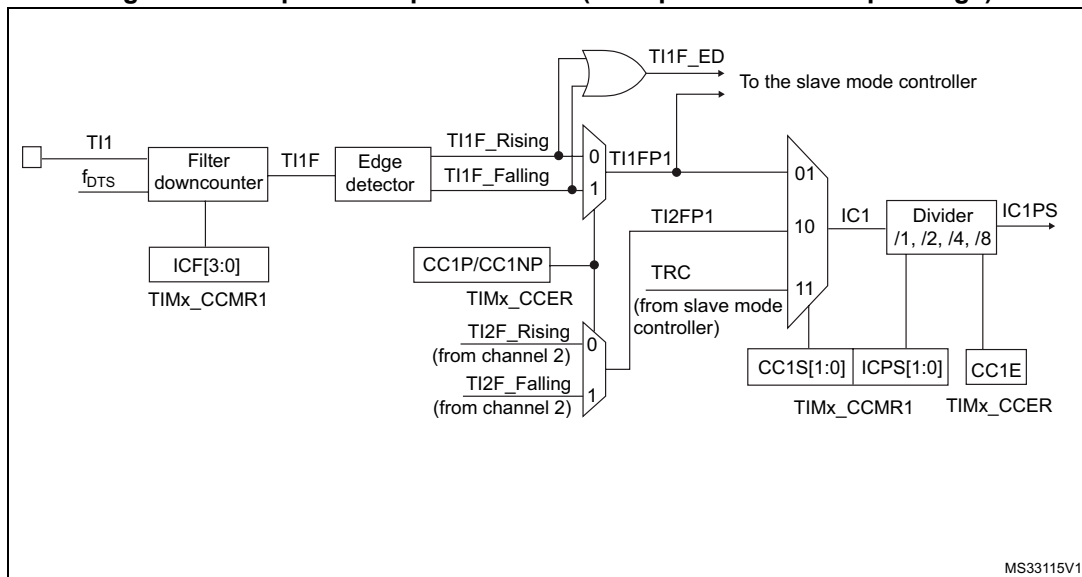 TI1F_ED
To the slave mode controller
TI1
TI1F_Rising
Filter
downcounter
TI1F
Edge
detector
0
TI1FP1
01
fDTS
TI1F_Falling
1
TI2FP1
10
IC1
Divider
/1, /2, /4, /8
IC1PS
ICF[3:0]
CC1P/CC1NP
TRC
11
TIMx_CCMR1
TIMx_CCER
(from slave mode
controller)
TI2F_Rising
0
(from channel 2)
CC1S[1:0]
ICPS[1:0]
CC1E
TI2F_Falling
1
(from channel 2)
TIMx_CCMR1
TIMx_CCER
MS33115V1